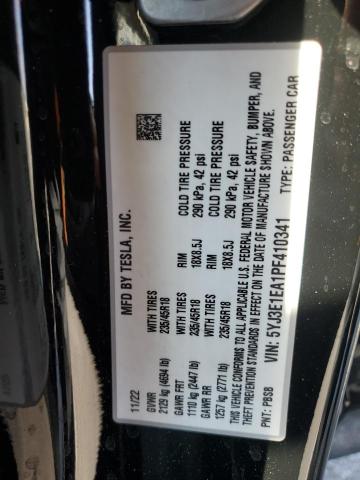 MFD BY TESLA, INC.
11/22
GVWR
2129 kg (4694 lb)
GAWR FRT WITH TIRES RIM COLD TIRE PRESSURE
1110 kg (2447 lb) 235/45R18 18X8.5J 290 kPa, 42 psi
GAWR RR WITH TIRES RIM COLD TIRE PRESSURE
1257 kg (2771 lb) 235/45R18 18X8.5J 290 kPa, 42 psi
THIS VEHICLE CONFORMS TO ALL APPLICABLE U.S. FEDERAL MOTOR VEHICLE SAFETY, BUMPER, AND
THEFT PREVENTION STANDARDS IN EFFECT ON THE DATE OF MANUFACTURE SHOWN ABOVE.
VIN: 5YJ3E1EA1PF410341 TYPE: PASSENGER CAR
PNT: PBSB